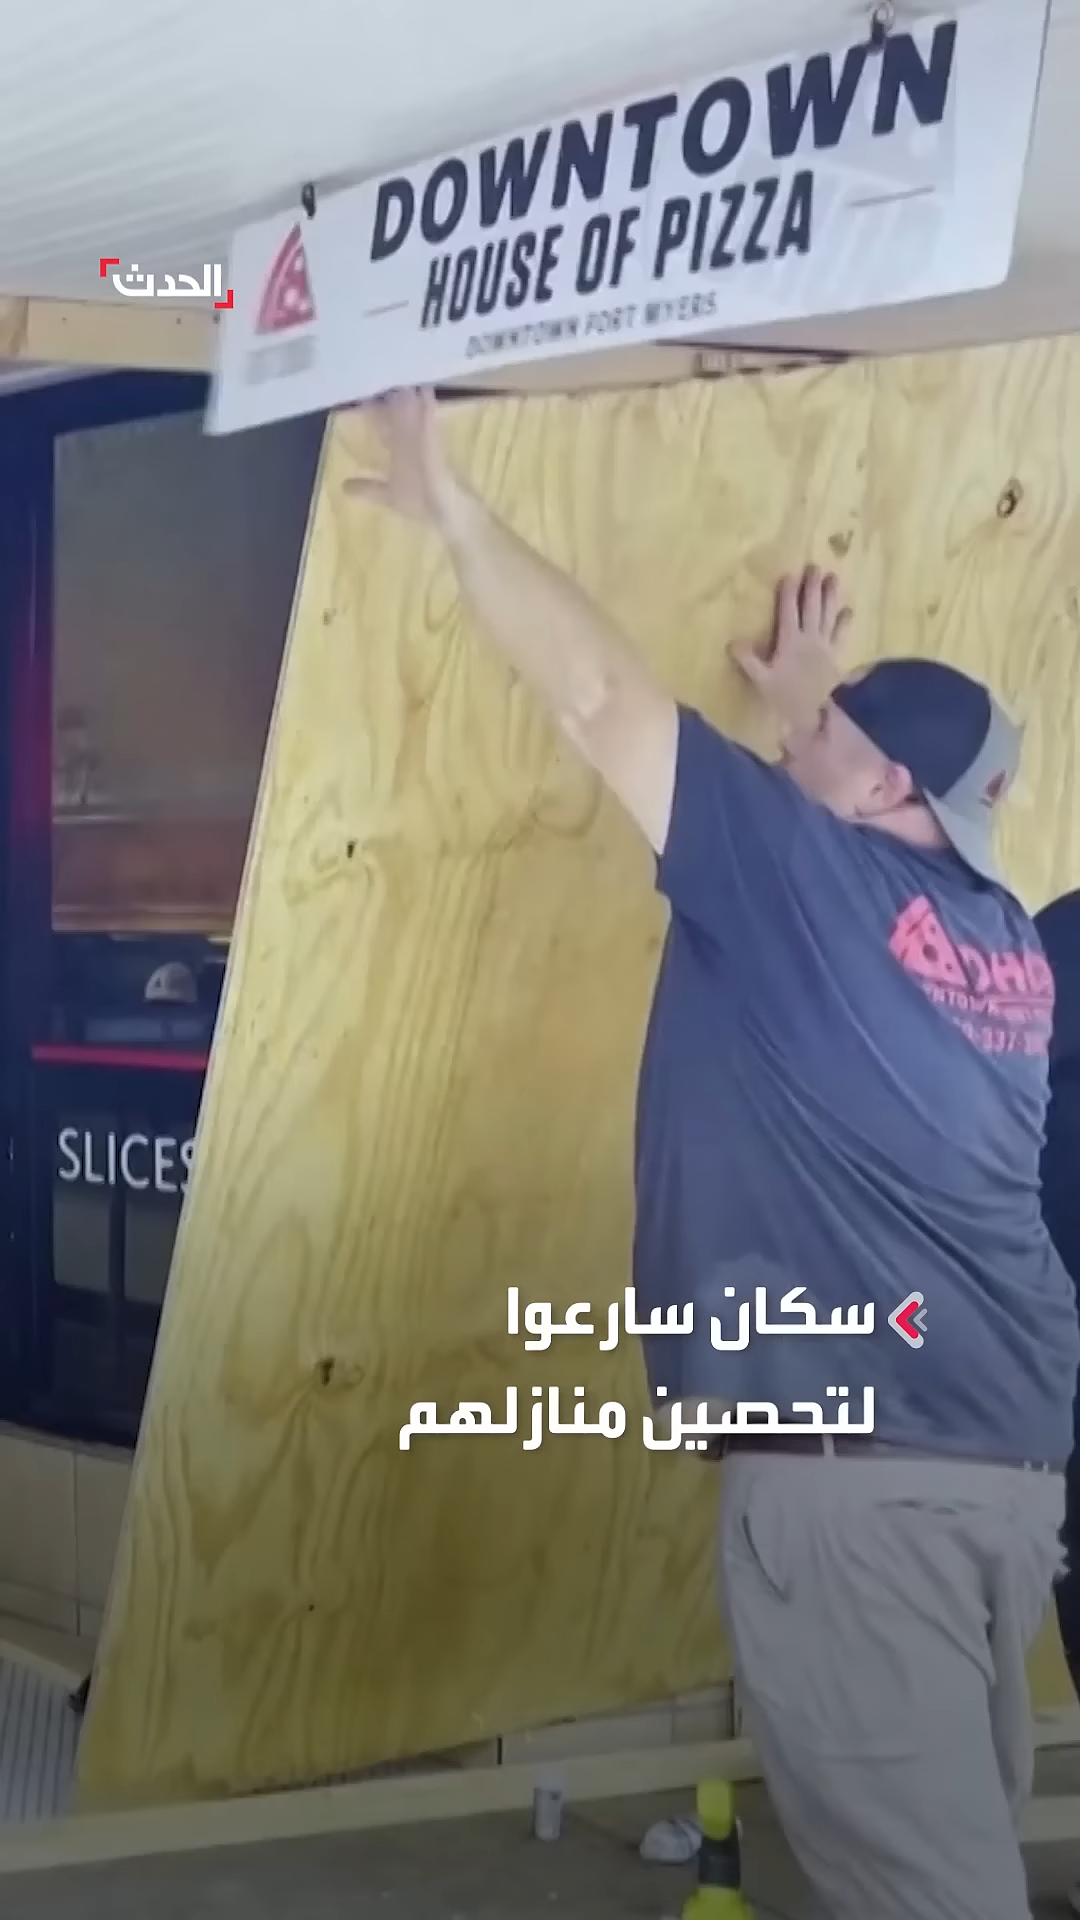 DOWNTOWN
HOUSE OF PIZZA
DOWNTOWN FORT MYERS
الحدث
SLICES
سكان سارعوا
لتحصين منازلهم